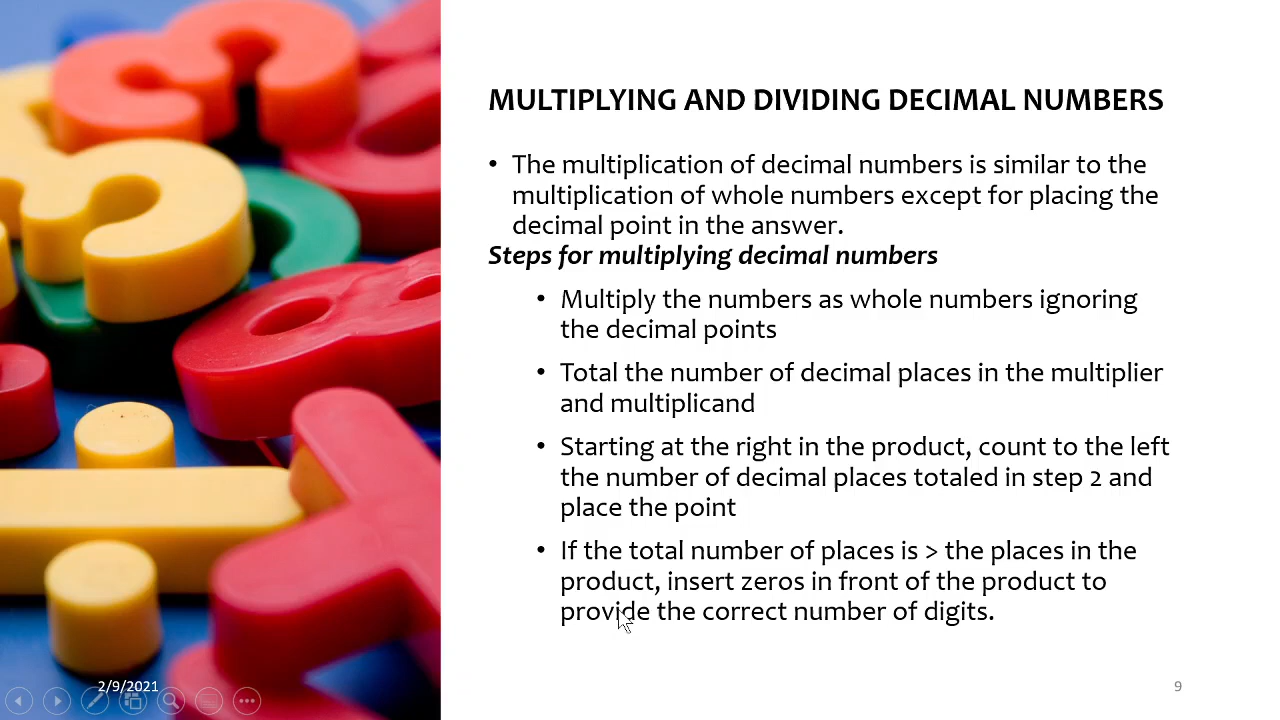 MULTIPLYING AND DIVIDING DECIMAL NUMBERS
• The multiplication of decimal numbers is similar to the
multiplication of whole numbers except for placing the
decimal point in the answer.
Steps for multiplying decimal numbers
• Multiply the numbers as whole numbers ignoring
the decimal points
• Total the number of decimal places in the multiplier
and multiplicand
• Starting at the right in the product, count to the left
the number of decimal places totaled in step 2 and
place the point
• If the total number of places is > the places in the
product, insert zeros in front of the product to
provide the correct number of digits.
2/9/2021
9